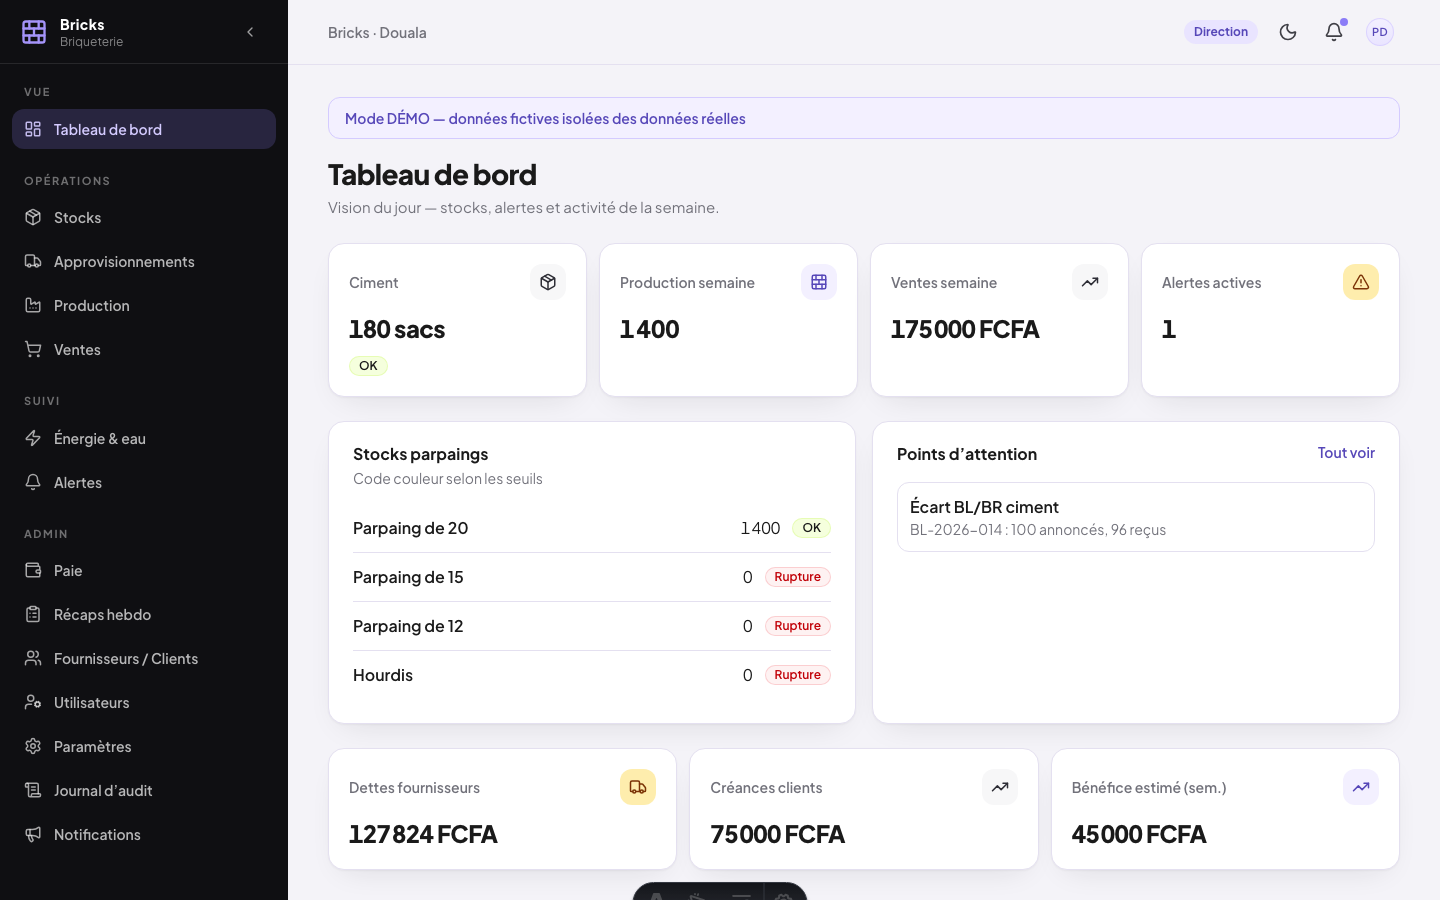 Bricks
Briqueterie
VUE
Tableau de bord
OPÉRATIONS
Stocks
Approvisionnements
Production
Ventes
SUIVI
Énergie & eau
Alertes
ADMIN
Paie
Récaps hebdo
Fournisseurs / Clients
Utilisateurs
Paramètres
Journal d’audit
Notifications
Bricks · Douala
Direction
PD
Mode DÉMO — données fictives isolées des données réelles
Tableau de bord
Vision du jour — stocks, alertes et activité de la semaine.
Ciment
180 sacs
OK
Production semaine
1 400
Ventes semaine
175 000 FCFA
Alertes actives
1
Stocks parpaings
Code couleur selon les seuils
Parpaing de 20 1 400 OK
Parpaing de 15 0 Rupture
Parpaing de 12 0 Rupture
Hourdis 0 Rupture
Points d’attention
Tout voir
Écart BL/BR ciment
BL-2026-014 : 100 annoncés, 96 reçus
Dettes fournisseurs
127 824 FCFA
Créances clients
75 000 FCFA
Bénéfice estimé (sem.)
45 000 FCFA